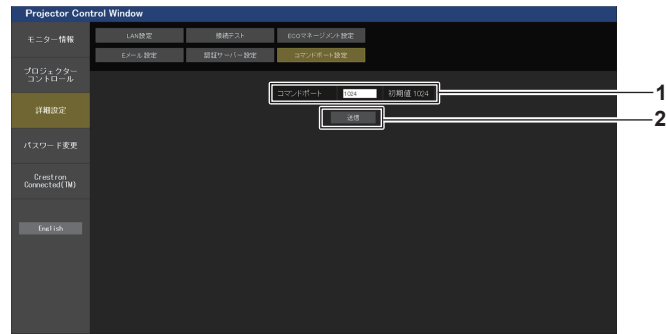 Projector Control Window
モニター情報
プロジェクター
コントロール
詳細設定
パスワード変更
Crestron
Connected(TM)
English
LAN設定
接続テスト
ECOマネージメント設定
Eメール設定
認証サーバー設定
コマンドポート設定
コマンドポート 1024 初期値 1024
1
送信
2